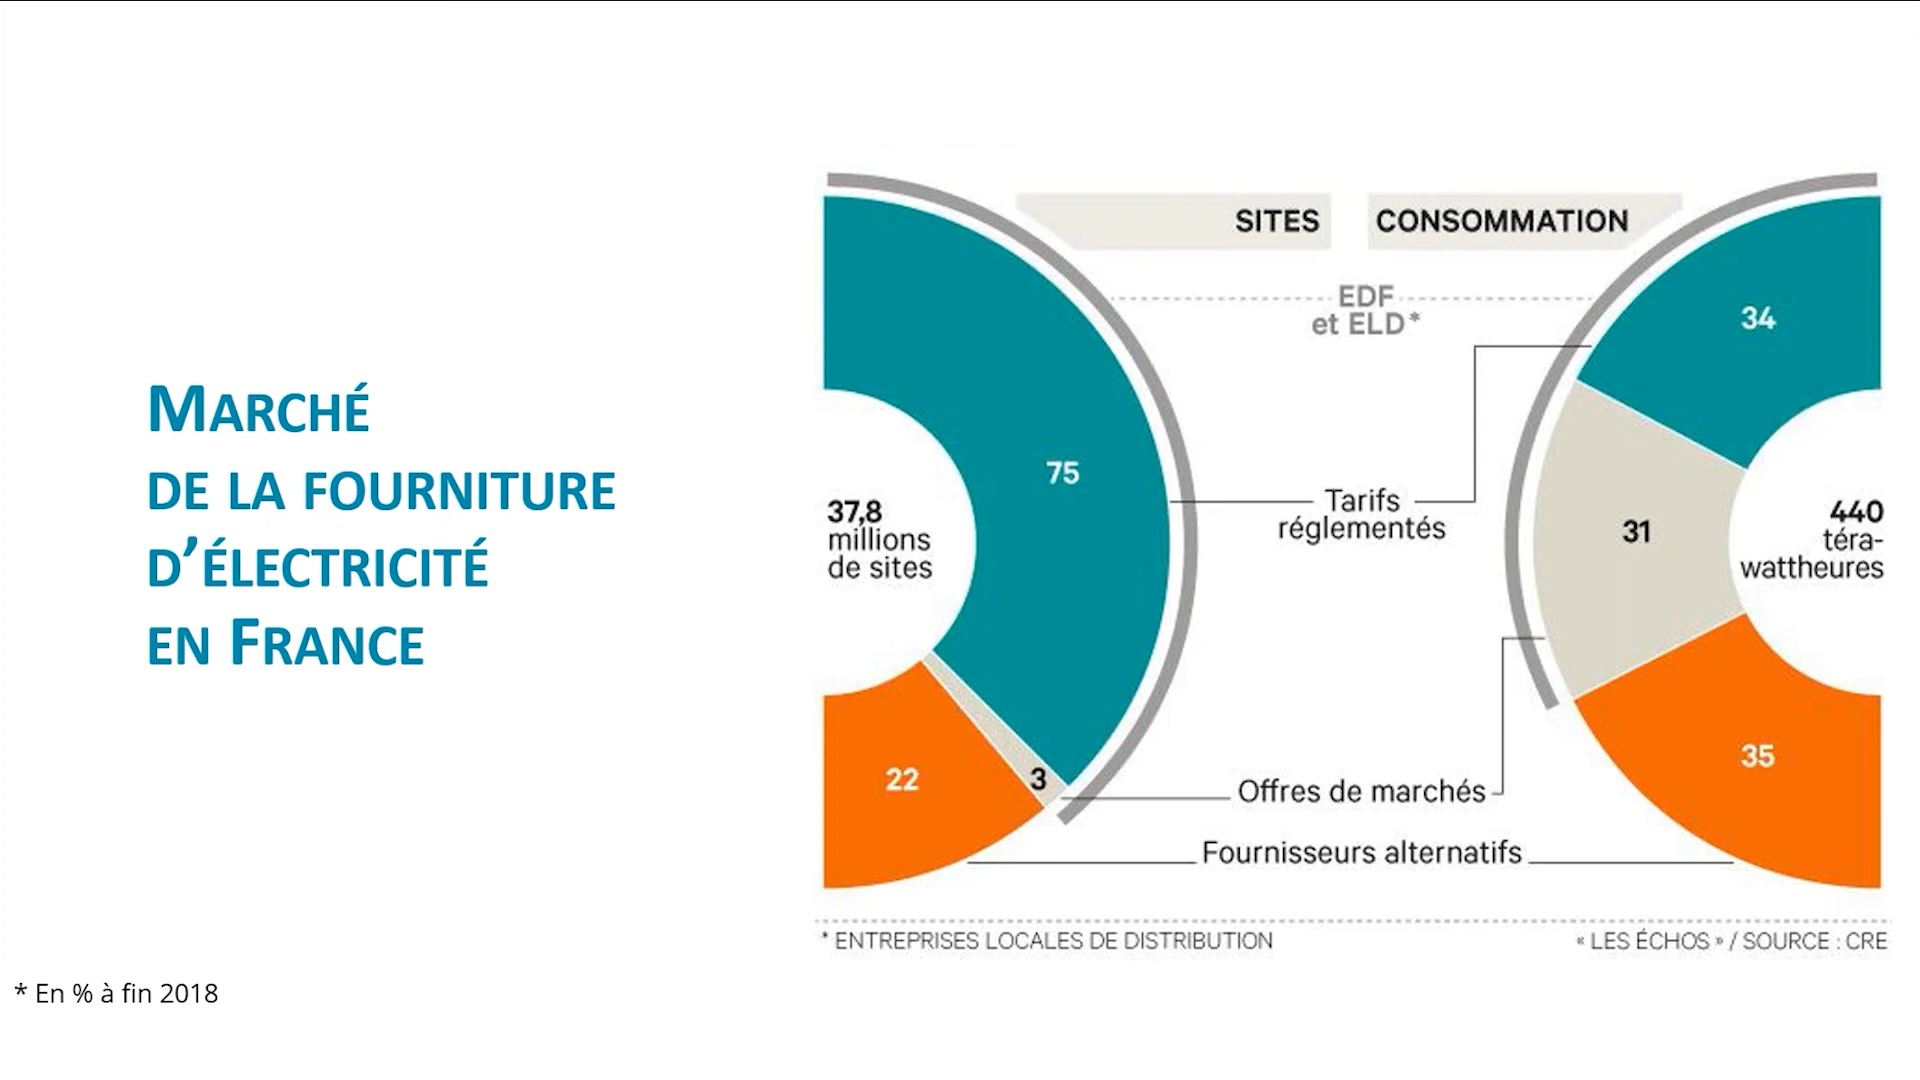 MARCHÉ
DE LA FOURNITURE
D’ÉLECTRICITÉ
EN FRANCE
SITES
CONSOMMATION
EDF
et ELD*
34
75
31
37,8
millions
de sites
Tarifs
réglementés
440
téra-
wattheures
22
3
35
Offres de marchés
Fournisseurs alternatifs
* ENTREPRISES LOCALES DE DISTRIBUTION
« LES ÉCHOS » / SOURCE : CRE
* En % à fin 2018